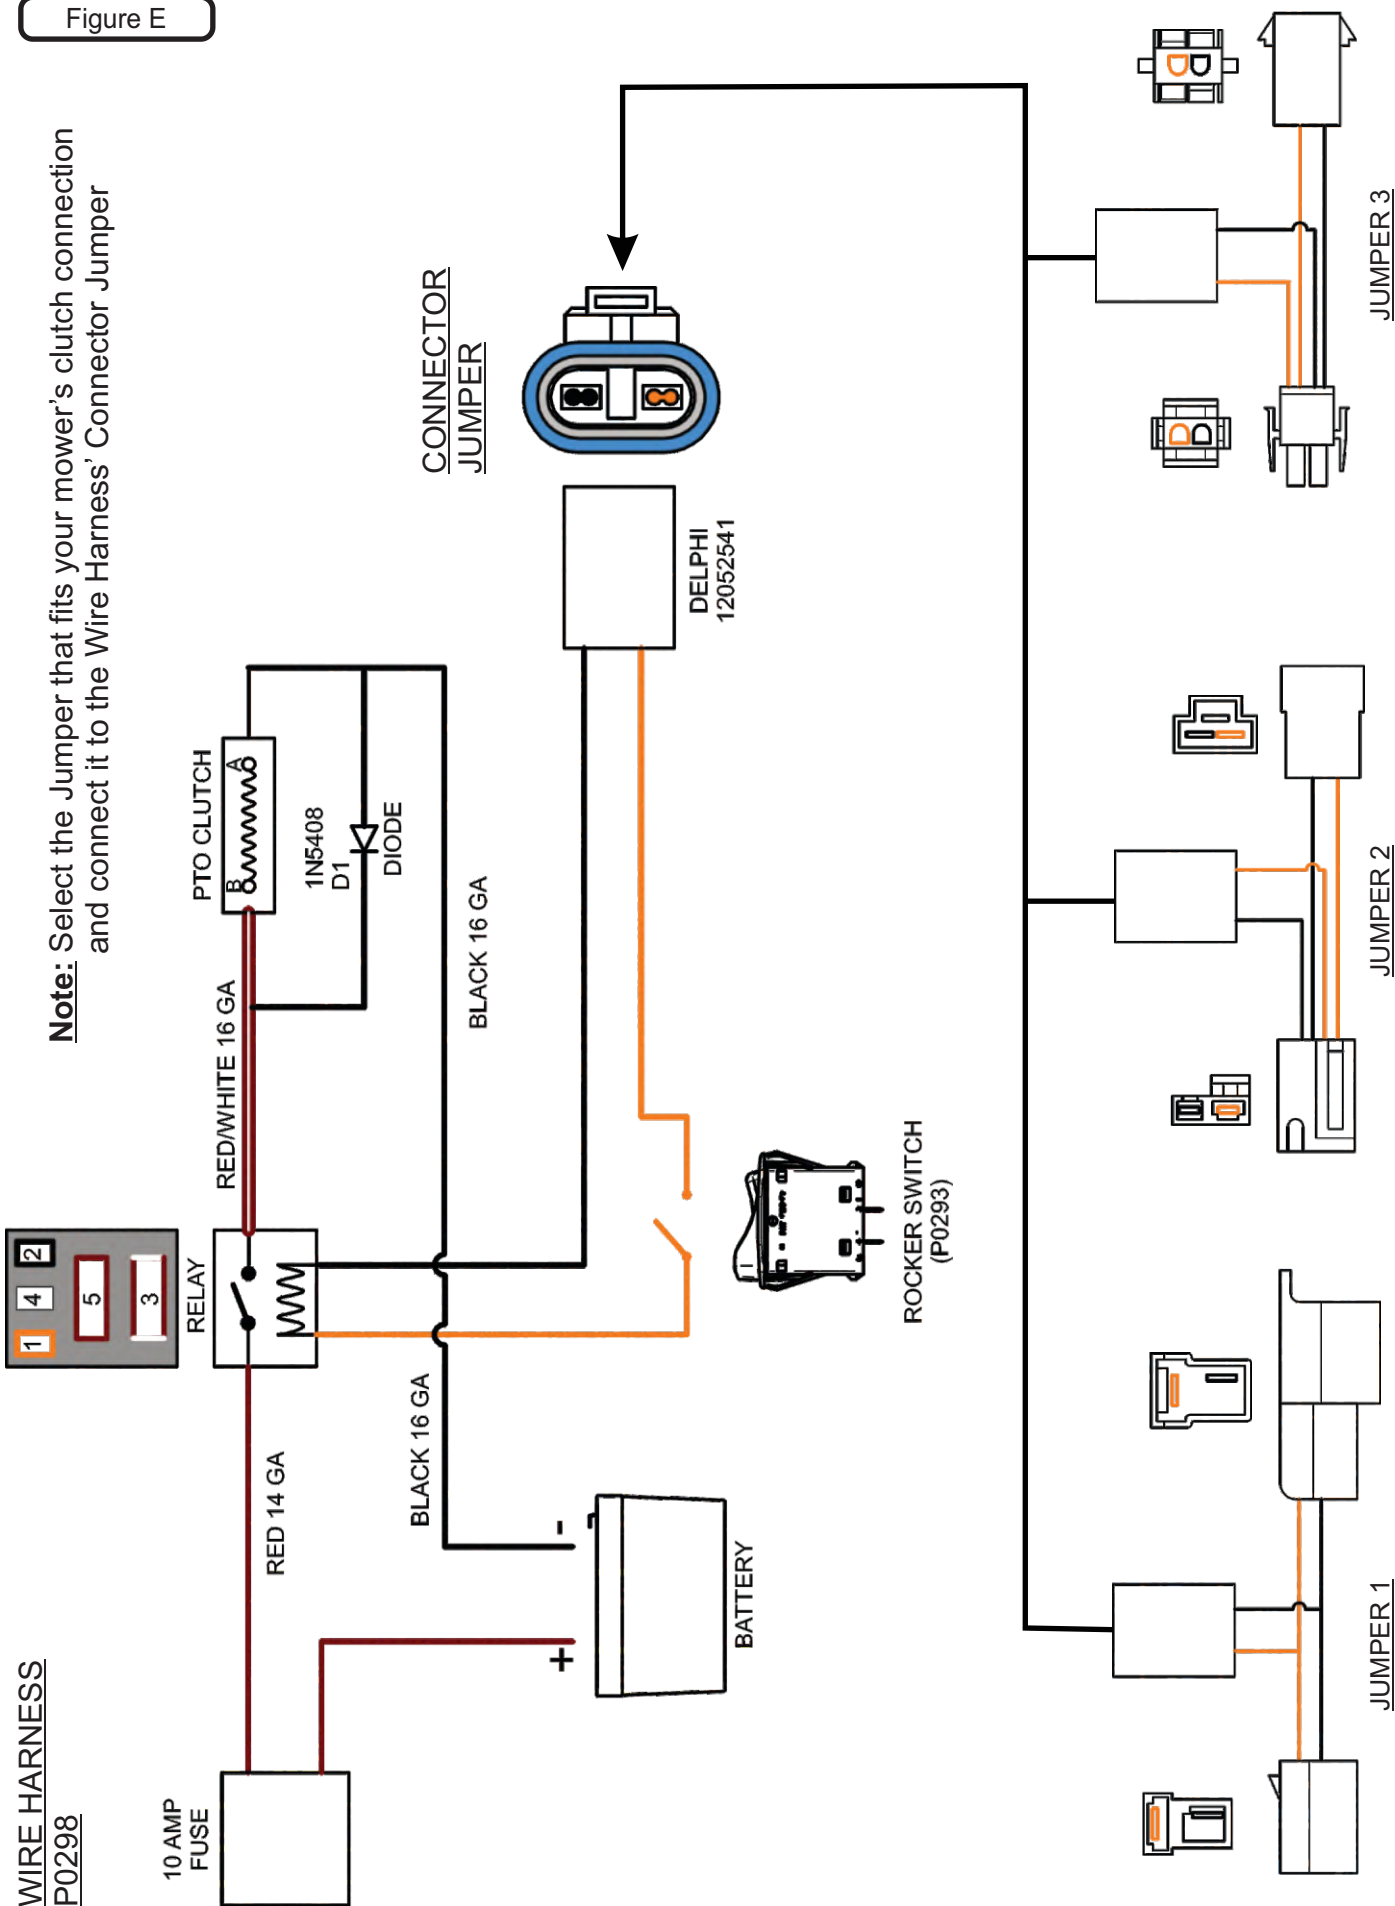 Figure E
WIRE HARNESS
P0298
Note: Select the Jumper that fits your mower's clutch connection
and connect it to the Wire Harness' Connector Jumper
10 AMP
FUSE
RED 14 GA
1
4
2
5
3
RELAY
RED/WHITE 16 GA
PTO CLUTCH
B
A
1N5408
D1
DIODE
BLACK 16 GA
BLACK 16 GA
+
-
BATTERY
ROCKER SWITCH
(P0293)
CONNECTOR
JUMPER
DELPHI
12052541
JUMPER 1
JUMPER 2
JUMPER 3